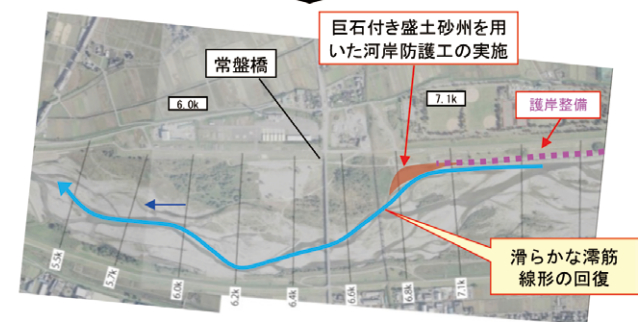 巨石付き盛土砂州を用
いた河岸防護工の実施
常盤橋
6.0k
7.1k
護岸整備
滑らかな澪筋
線形の回復
5.5k
5.7k
6.0k
6.2k
6.4k
6.6k
6.8k
7.1k